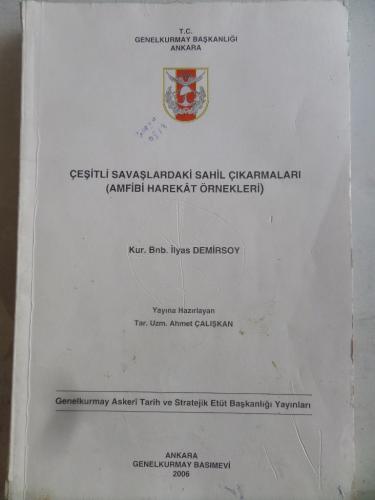 T.C.
GENELKURMAY BAŞKANLIĞI
ANKARA
ÇEŞİTLİ SAVAŞLARDAKİ SAHİL ÇIKARMALARI
(AMFİBİ HAREKÂT ÖRNEKLERİ)
Kur. Bnb. İlyas DEMİRSOY
Yayına Hazırlayan
Tar. Uzm. Ahmet ÇALIŞKAN
Genelkurmay Askerî Tarih ve Stratejik Etüt Başkanlığı Yayınları
ANKARA
GENELKURMAY BASIMEVİ
2006